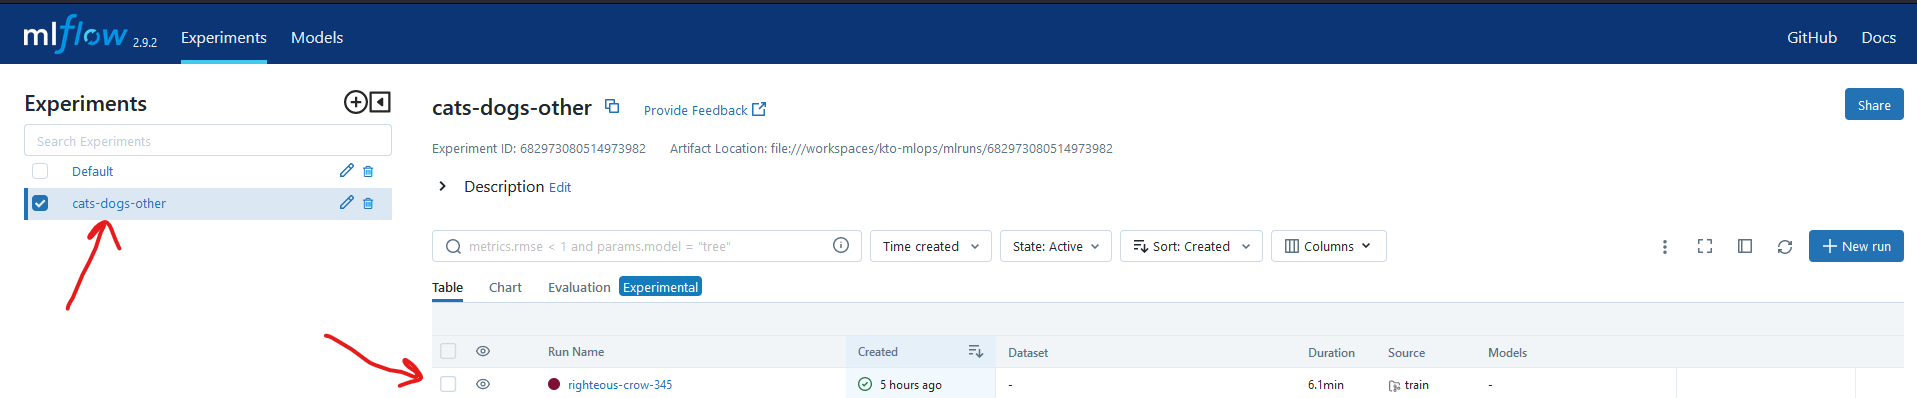 mlflow 2.9.2 Experiments Models GitHub Docs
Experiments
Search Experiments
Default
cats-dogs-other
cats-dogs-other Provide Feedback Share
Experiment ID: 682973080514973982 Artifact Location: file:///workspaces/kto-mlops/mlruns/682973080514973982
Description Edit
metrics.rmse < 1 and params.model = "tree" Time created State: Active Sort: Created Columns New run
Table Chart Evaluation Experimental
Run Name Created Dataset Duration Source Models
righteous-crow-345 5 hours ago - 6.1min train -